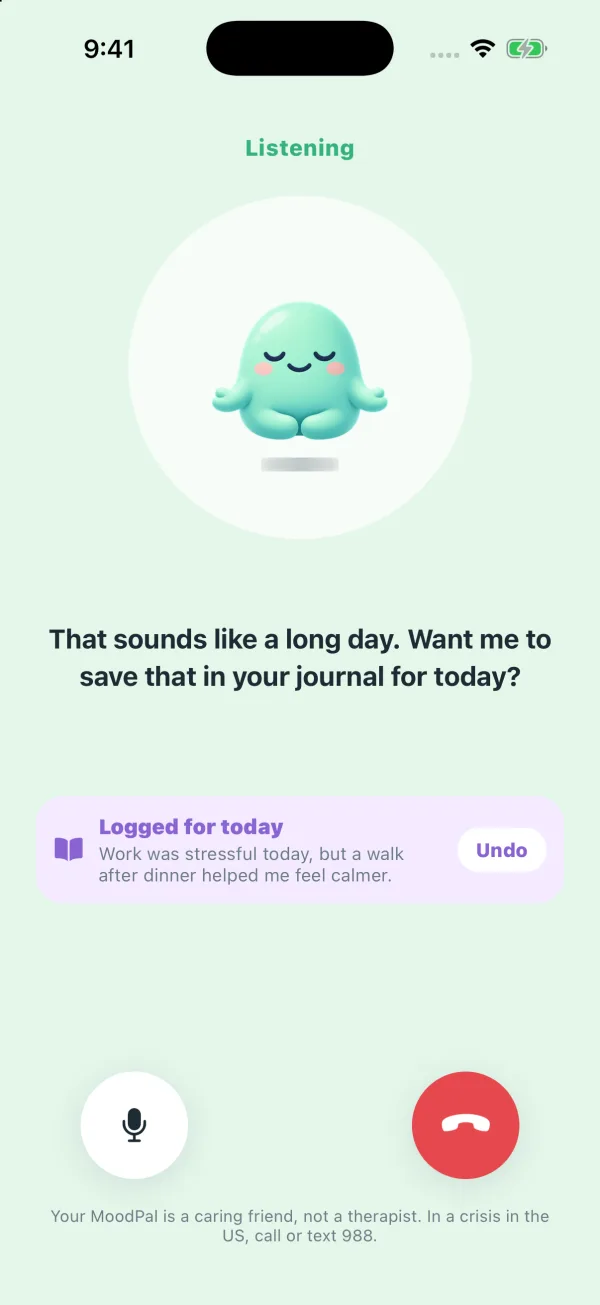 9:41
Listening
That sounds like a long day. Want me to
save that in your journal for today?
Logged for today
Work was stressful today, but a walk
after dinner helped me feel calmer.
Undo
Your MoodPal is a caring friend, not a therapist. In a crisis in the
US, call or text 988.